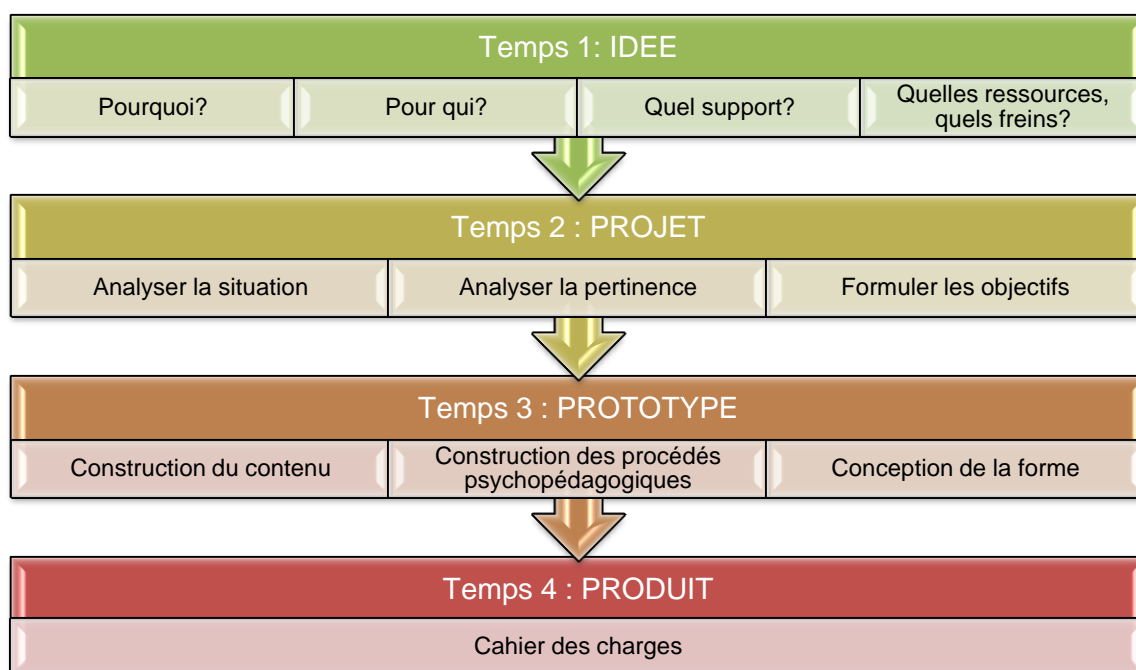 Temps 1: IDEE
Pourquoi?
Pour qui?
Quel support?
Quelles ressources,
quels freins?
Temps 2 : PROJET
Analyser la situation
Analyser la pertinence
Formuler les objectifs
Temps 3 : PROTOTYPE
Construction du contenu
Construction des procédés
psychopédagogiques
Conception de la forme
Temps 4 : PRODUIT
Cahier des charges